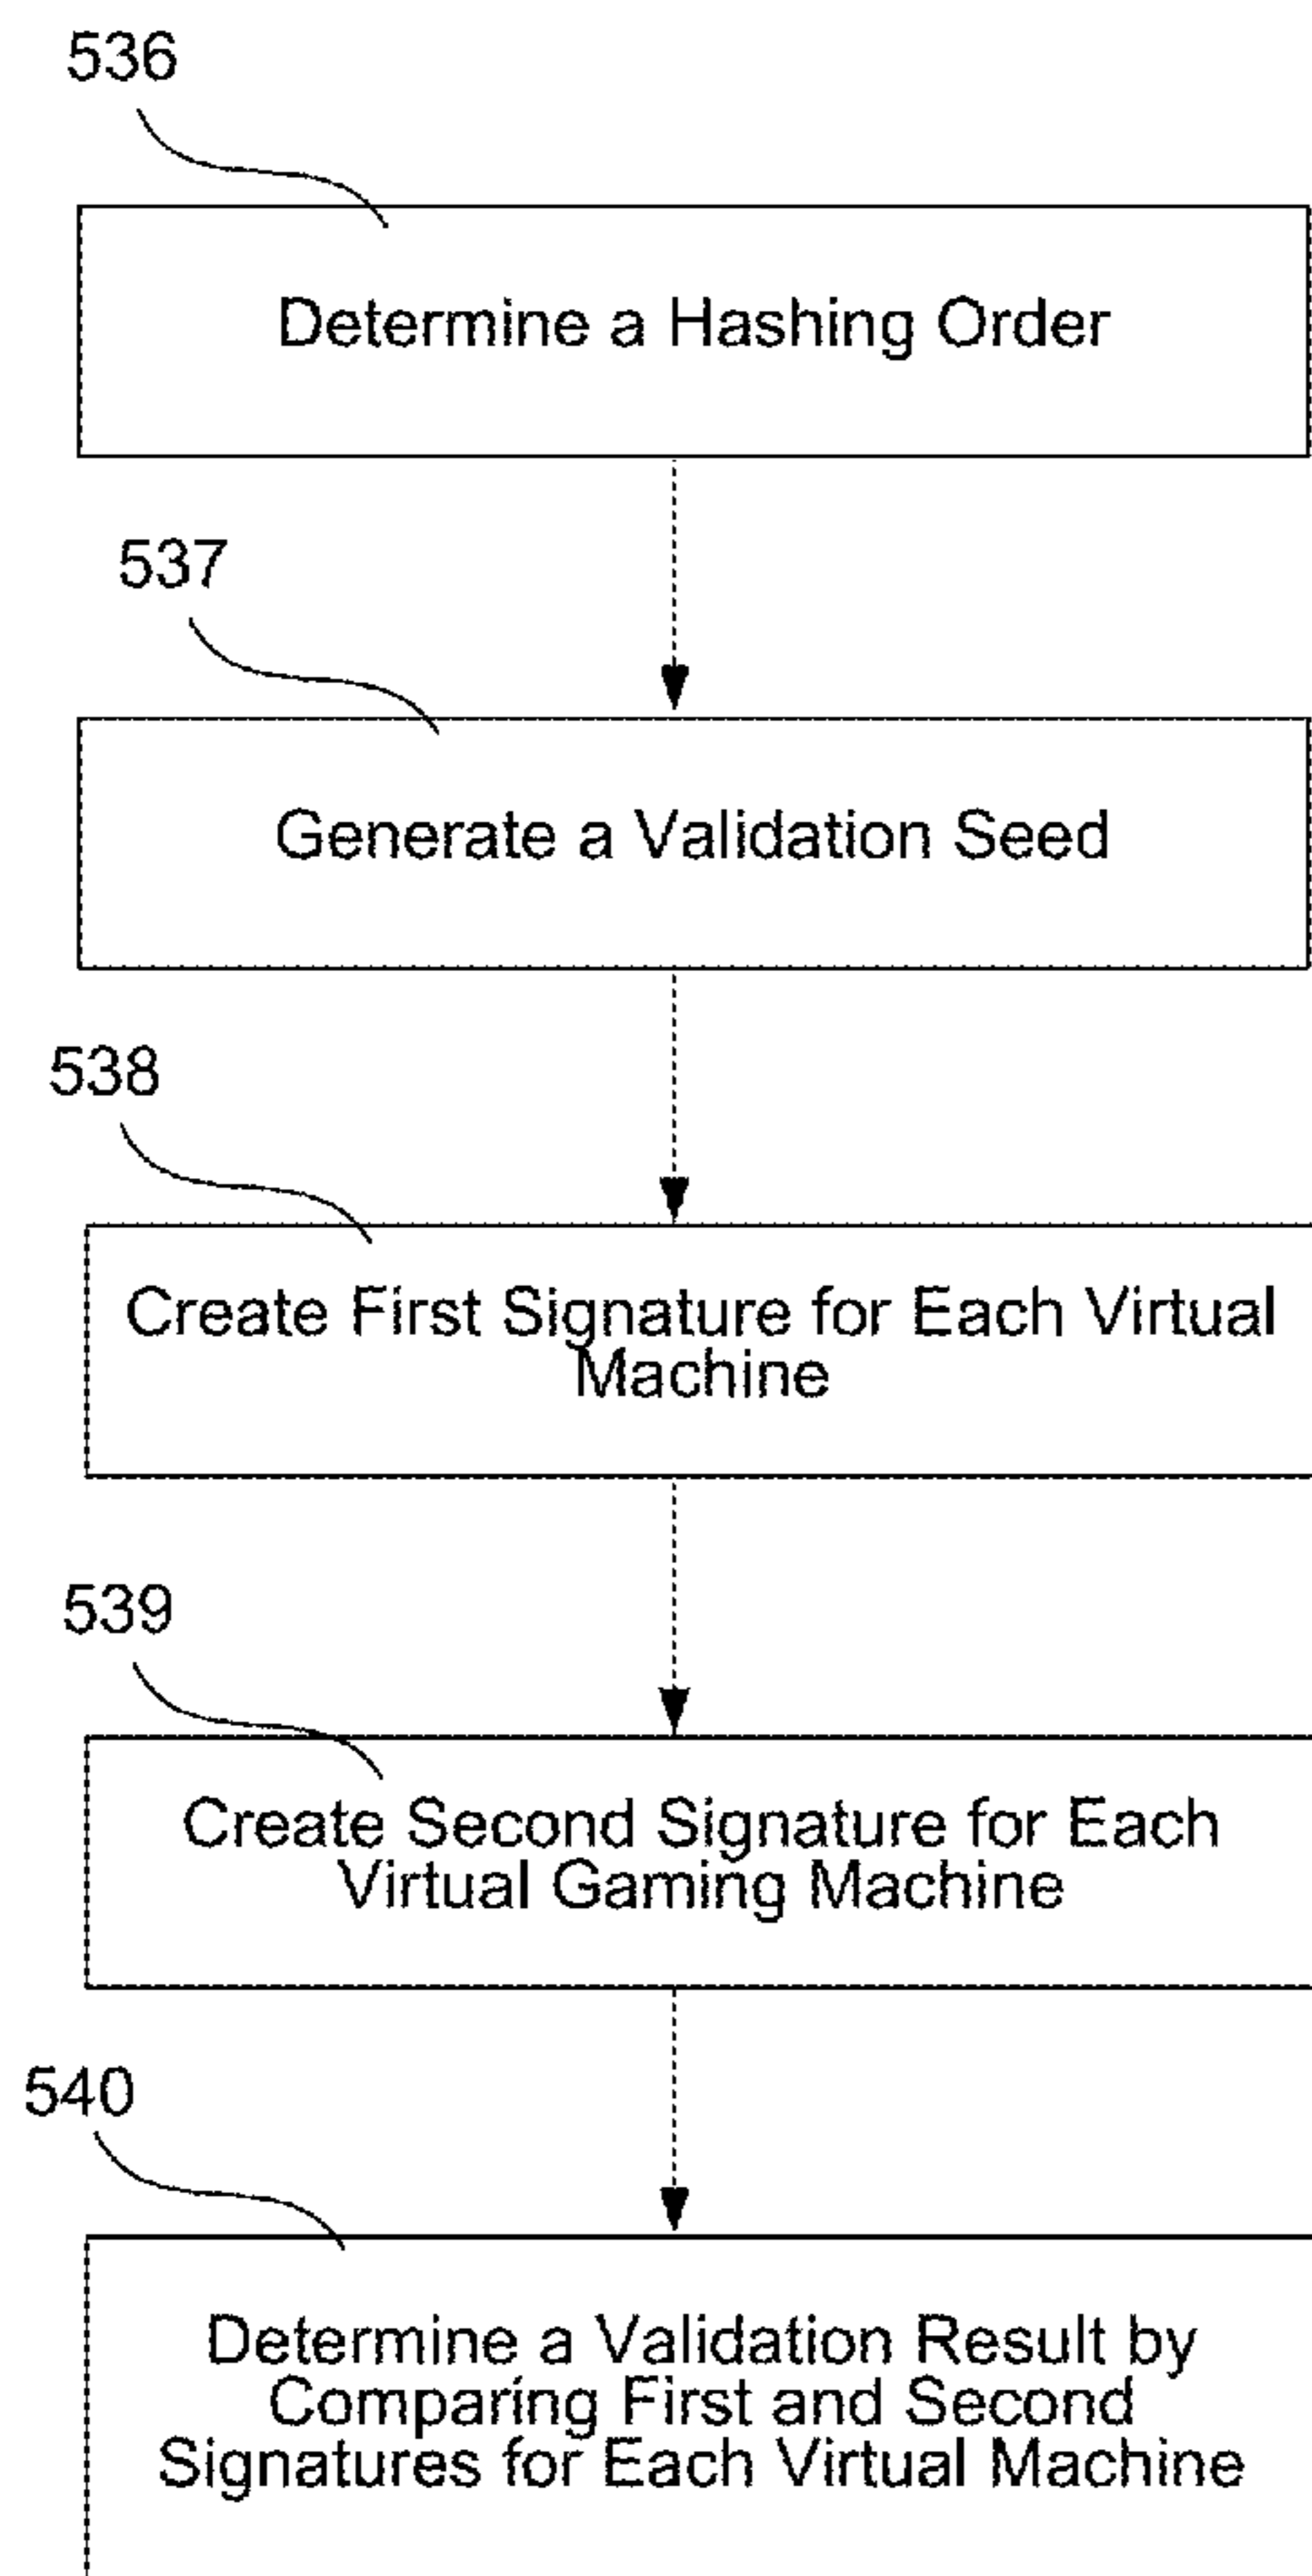 536
Determine a Hashing Order
537
Generate a Validation Seed
538
Create First Signature for Each Virtual
Machine
539
Create Second Signature for Each
Virtual Gaming Machine
540
Determine a Validation Result by
Comparing First and Second
Signatures for Each Virtual Machine